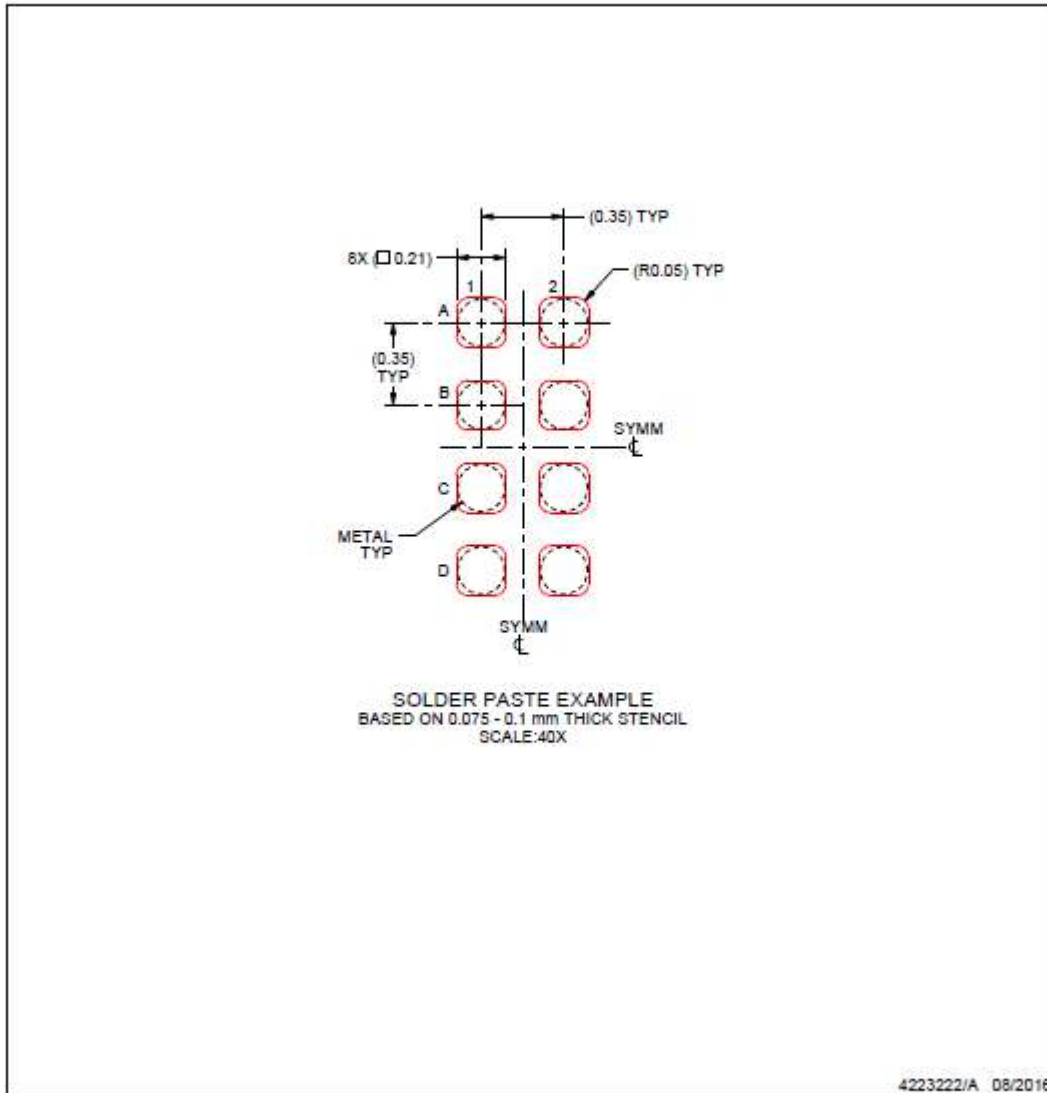 (0.35) TYP
8X (□ 0.21)
(R0.05) TYP
1
2
A
(0.35)
TYP
B
SYMM
℄
C
METAL
TYP
D
SYMM
℄
SOLDER PASTE EXAMPLE
BASED ON 0.075 - 0.1 mm THICK STENCIL
SCALE:40X
4223222/A 08/2016